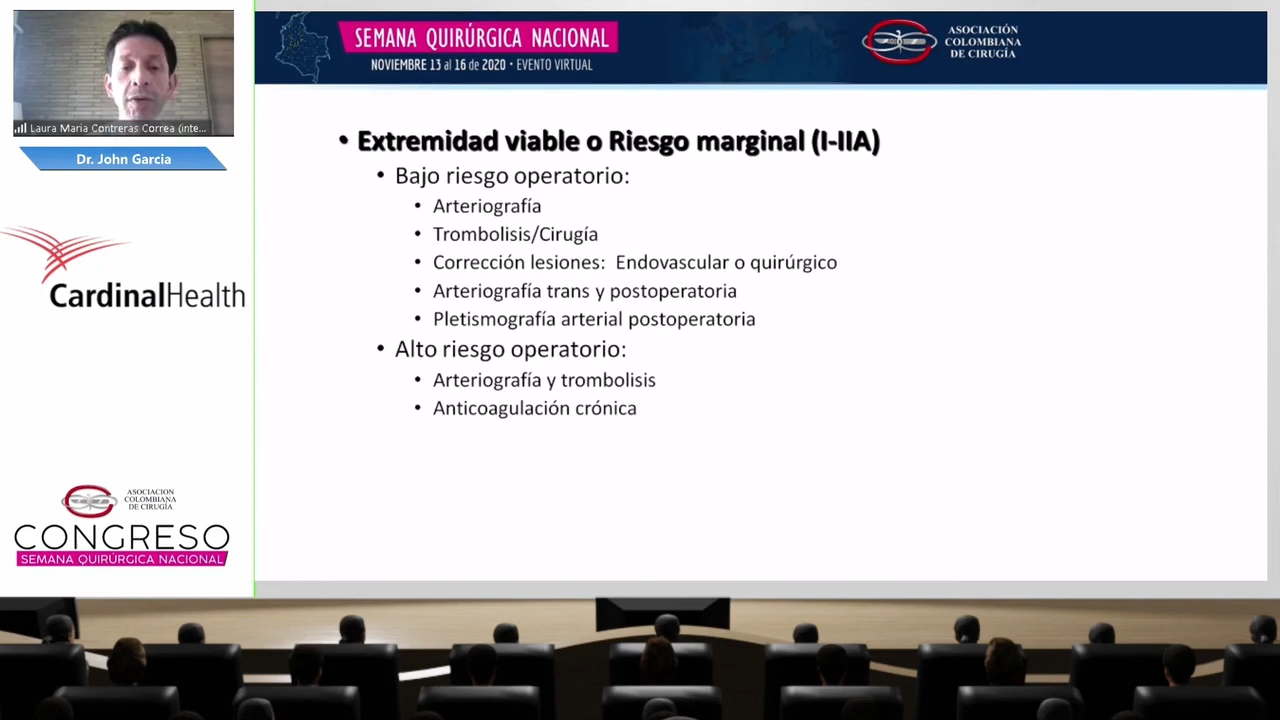 Laura Maria Contreras Correa (inte...
Dr. John Garcia
CardinalHealth
ASOCIACION
COLOMBIANA
DE CIRUGÍA
CONGRESO
SEMANA QUIRÚRGICA NACIONAL
SEMANA QUIRÚRGICA NACIONAL
NOVIEMBRE 13 al 16 de 2020 • EVENTO VIRTUAL
ASOCIACIÓN
COLOMBIANA
DE CIRUGÍA
• Extremidad viable o Riesgo marginal (I-IIA)
• Bajo riesgo operatorio:
• Arteriografía
• Trombolisis/Cirugía
• Corrección lesiones: Endovascular o quirúrgico
• Arteriografía trans y postoperatoria
• Pletismografía arterial postoperatoria
• Alto riesgo operatorio:
• Arteriografía y trombolisis
• Anticoagulación crónica